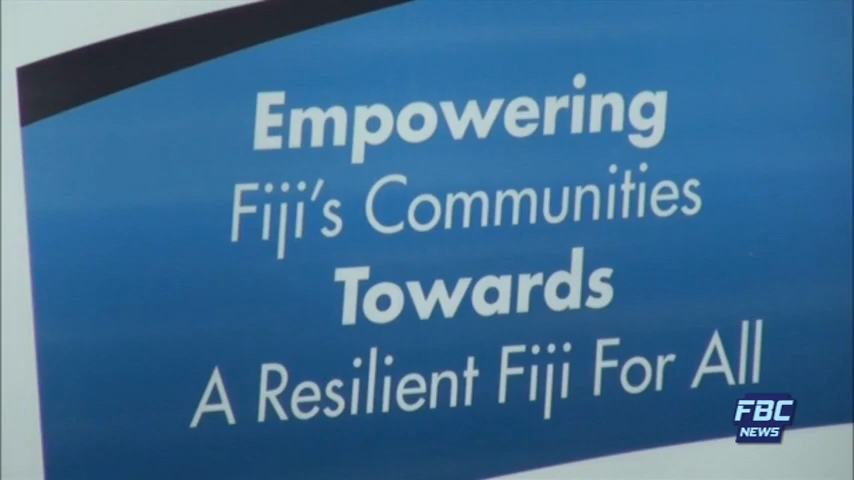 Empowering
Fiji's Communities
Towards
A Resilient Fiji For All
FBC
NEWS